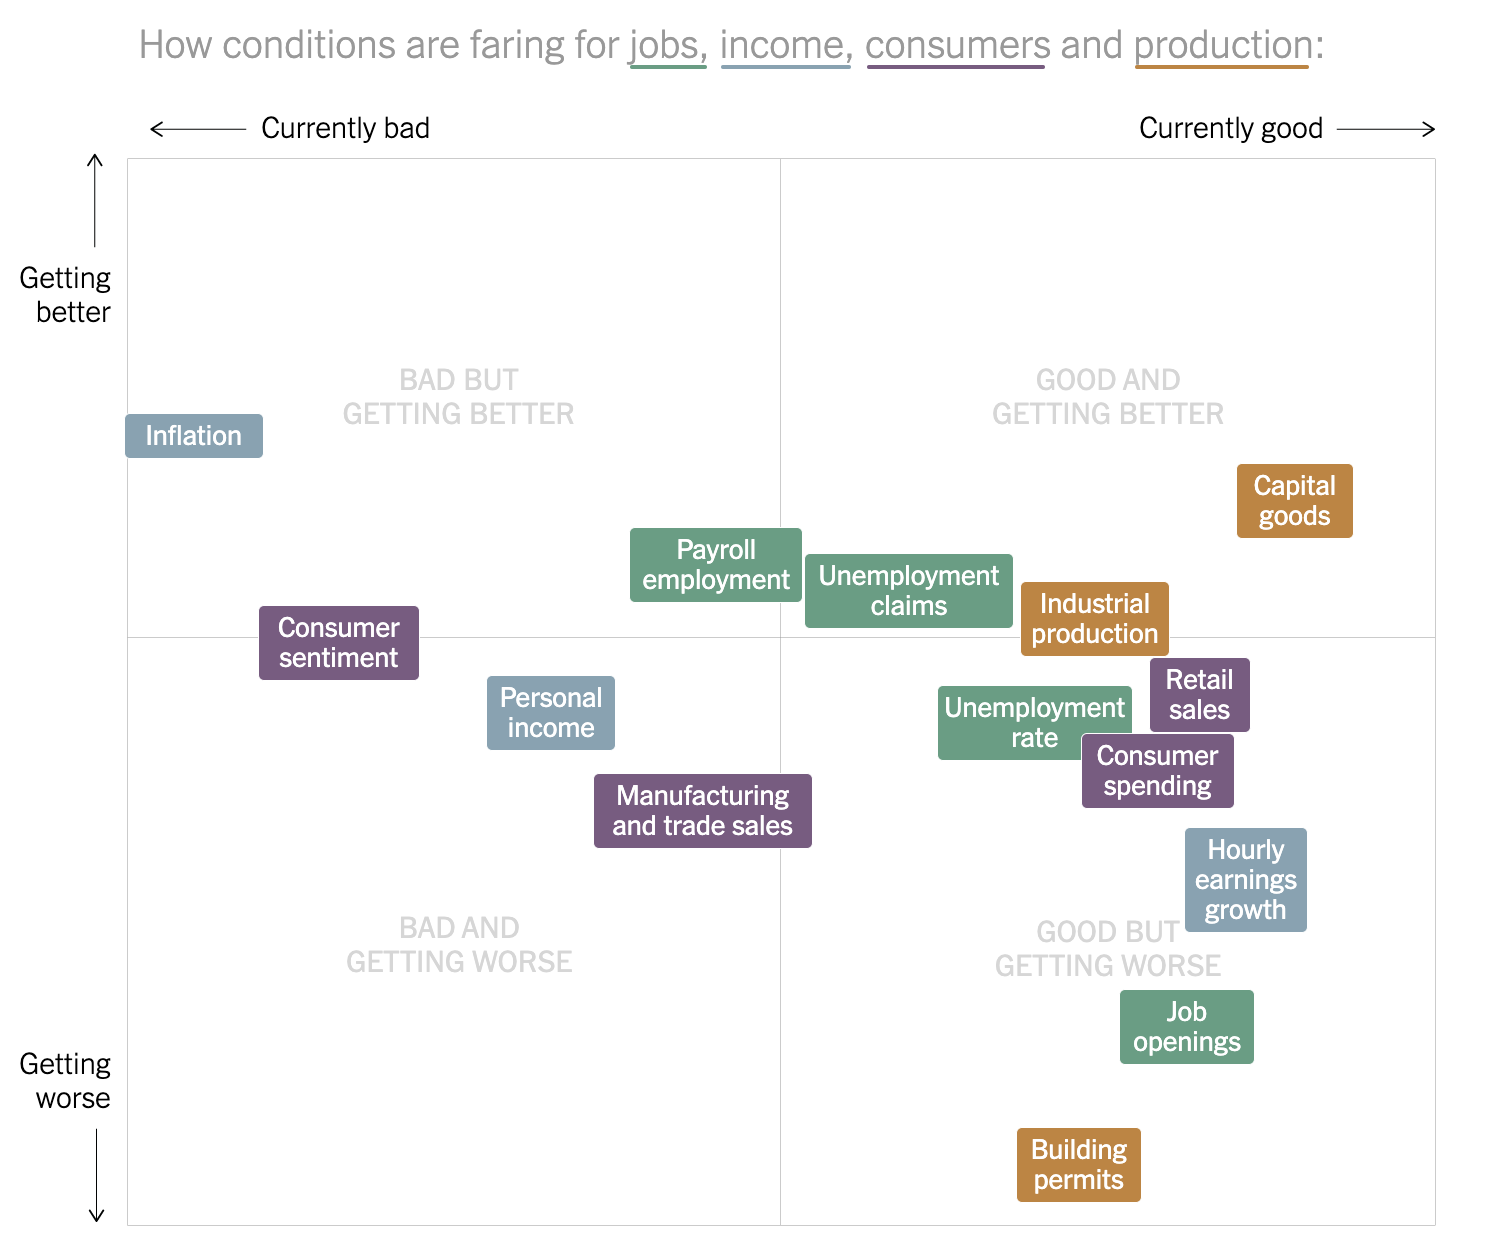 How conditions are faring for jobs, income, consumers and production:
Currently bad
Currently good
Getting
better
BAD BUT
GETTING BETTER
GOOD AND
GETTING BETTER
Inflation
Capital
goods
Payroll
employment
Unemployment
claims
Industrial
production
Consumer
sentiment
Retail
sales
Personal
income
Unemployment
rate
Consumer
spending
Manufacturing
and trade sales
Hourly
earnings
growth
BAD AND
GETTING WORSE
GOOD BUT
GETTING WORSE
Job
openings
Getting
worse
Building
permits